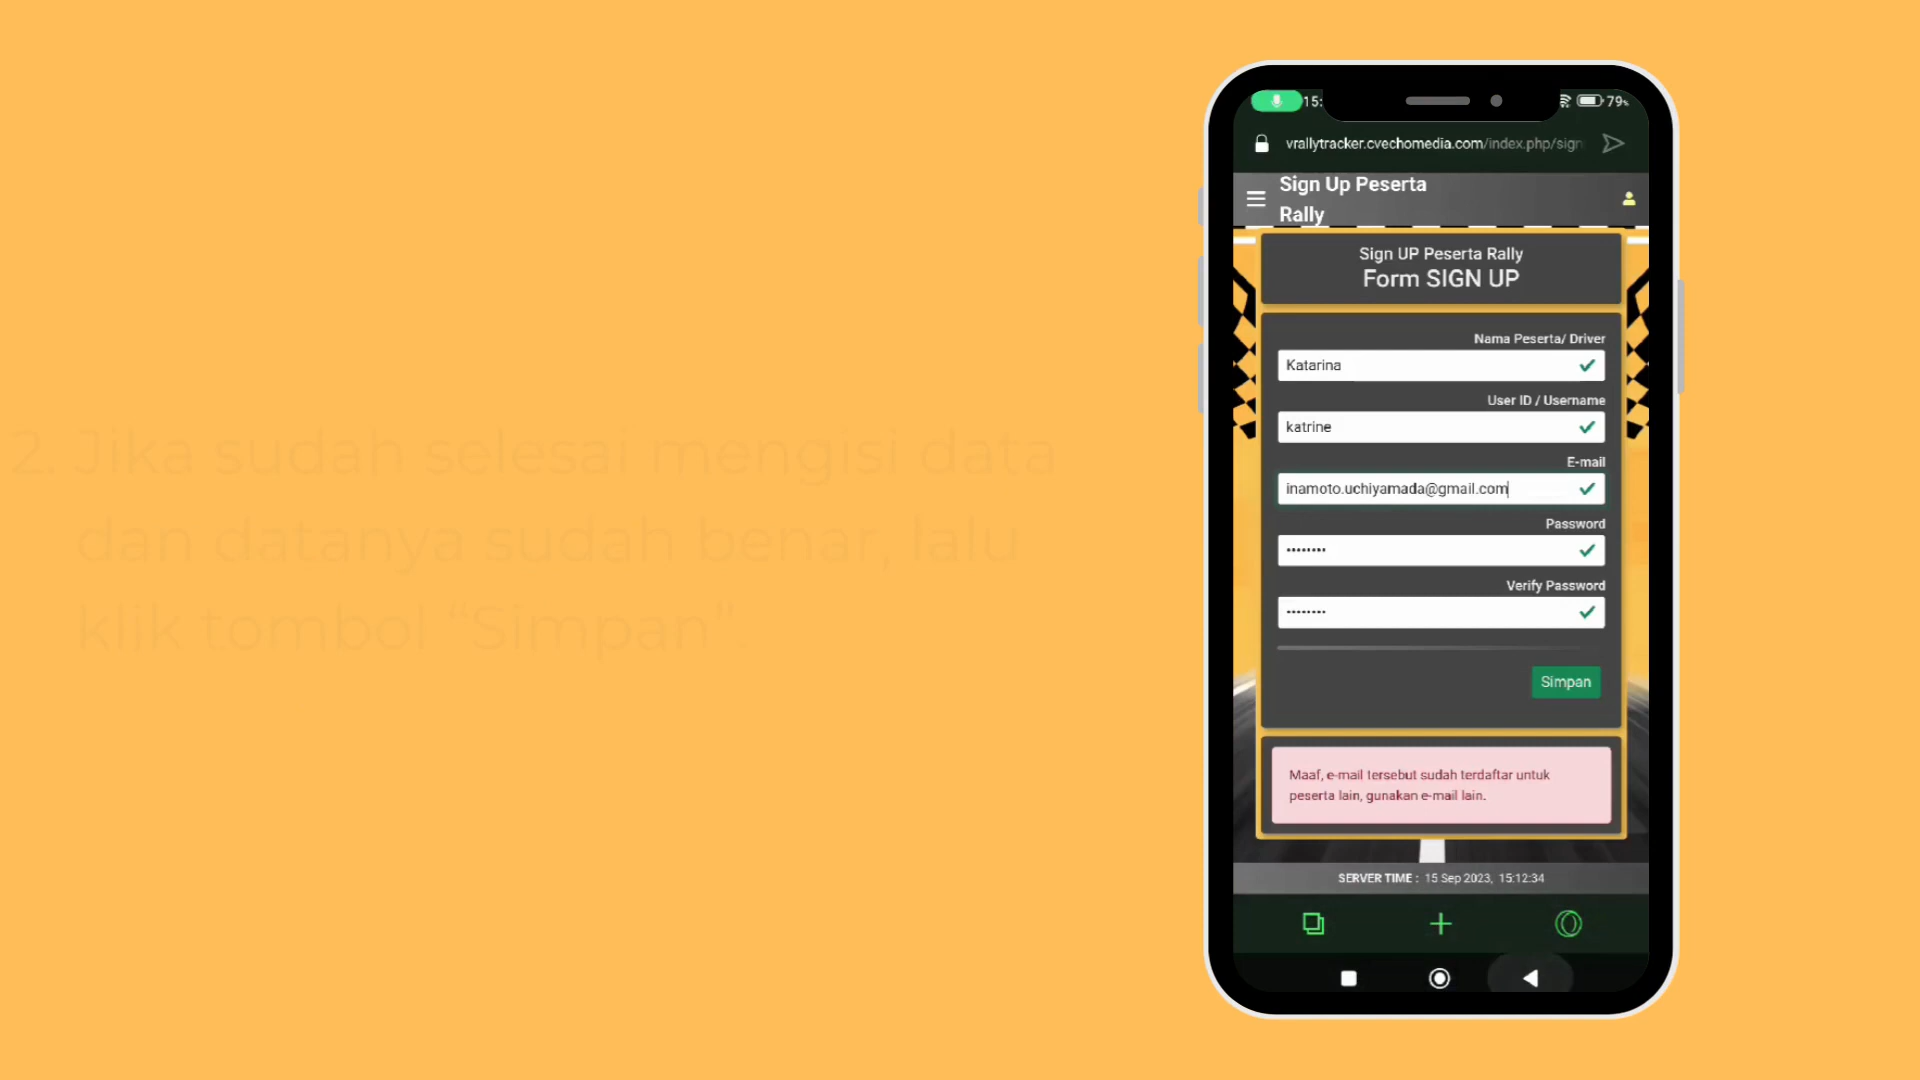 2. Jika sudah selesai mengisi data
dan datanya sudah benar, lalu
klik tombol “Simpan”.
15:
79%
vrallytracker.cvechomedia.com/index.php/sign
Sign Up Peserta
Rally
Sign UP Peserta Rally
Form SIGN UP
Nama Peserta/ Driver
Katarina
User ID / Username
katrine
E-mail
inamoto.uchiyamada@gmail.com
Password
••••••••
Verify Password
••••••••
Simpan
Maaf, e-mail tersebut sudah terdaftar untuk
peserta lain, gunakan e-mail lain.
SERVER TIME : 15 Sep 2023, 15:12:34